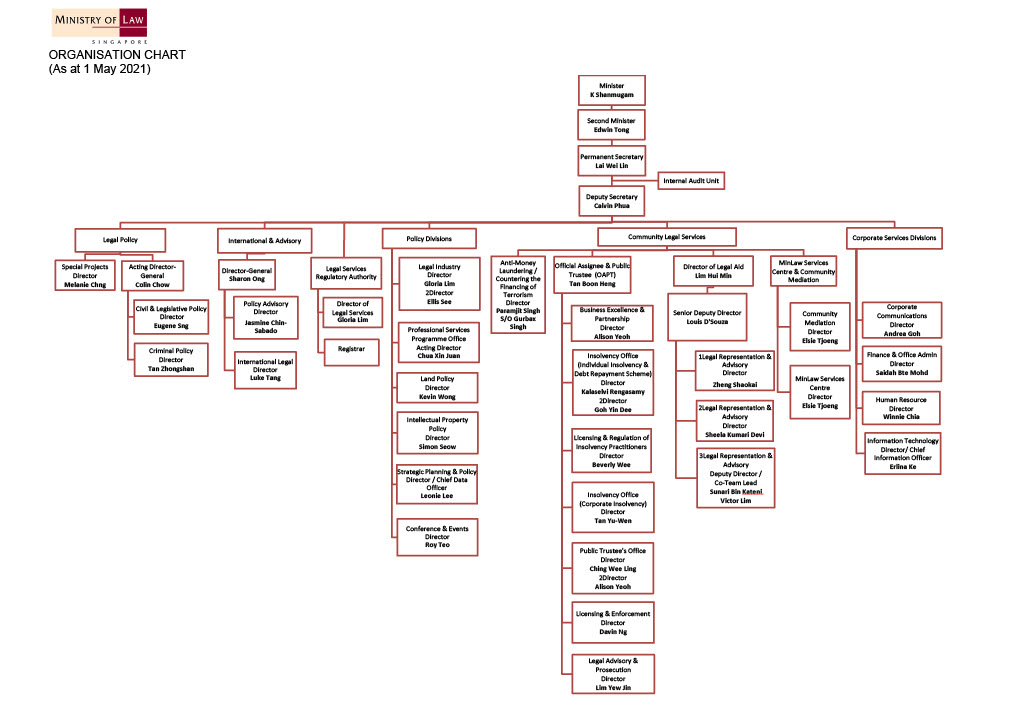 MINISTRY OF LAW
SINGAPORE
ORGANISATION CHART
(As at 1 May 2021)
Minister
K Shanmugam
Second Minister
Edwin Tong
Permanent Secretary
Lai Wei Lin
Internal Audit Unit
Deputy Secretary
Calvin Phua
Legal Policy
Special Projects
Director
Melanie Chng
Acting Director-
General
Colin Chow
Civil & Legislative Policy
Director
Eugene Sng
Criminal Policy
Director
Tan Zhongshan
International & Advisory
Director-General
Sharon Ong
Policy Advisory
Director
Jasmine Chin-
Sabado
International Legal
Director
Luke Tang
Legal Services
Regulatory Authority
Director of
Legal Services
Gloria Lim
Registrar
Policy Divisions
Legal Industry
Director
Gloria Lim
2Director
Ellis See
Professional Services
Programme Office
Acting Director
Chua Xin Juan
Land Policy
Director
Kevin Wong
Intellectual Property
Policy
Director
Simon Seow
Strategic Planning & Policy
Director / Chief Data
Officer
Leonie Lee
Conference & Events
Director
Roy Teo
Community Legal Services
Anti-Money
Laundering /
Countering the
Financing of
Terrorism
Director
Paramjit Singh
S/O Gurbax
Singh
Official Assignee & Public
Trustee (OAPT)
Tan Boon Heng
Business Excellence &
Partnership
Director
Alison Yeoh
Insolvency Office
(Individual Insolvency &
Debt Repayment Scheme)
Director
Kalaselvi Rengasamy
2Director
Goh Yin Dee
Licensing & Regulation of
Insolvency Practitioners
Director
Beverly Wee
Insolvency Office
(Corporate Insolvency)
Director
Tan Yu-Wen
Public Trustee's Office
Director
Ching Wee Ling
2Director
Alison Yeoh
Licensing & Enforcement
Director
Davin Ng
Legal Advisory &
Prosecution
Director
Lim Yew Jin
Director of Legal Aid
Lim Hui Min
Senior Deputy Director
Louis D'Souza
1Legal Representation &
Advisory
Director
Zheng Shaokai
2Legal Representation &
Advisory
Director
Sheela Kumari Devi
3Legal Representation &
Advisory
Deputy Director /
Co-Team Lead
Sunari Bin Kateni
Victor Lim
MinLaw Services
Centre & Community
Mediation
Community
Mediation
Director
Elsie Tjoeng
MinLaw Services
Centre
Director
Elsie Tjoeng
Corporate Services Divisions
Corporate
Communications
Director
Andrea Goh
Finance & Office Admin
Director
Saidah Bte Mohd
Human Resource
Director
Winnie Chia
Information Technology
Director/ Chief
Information Officer
Erlina Ke